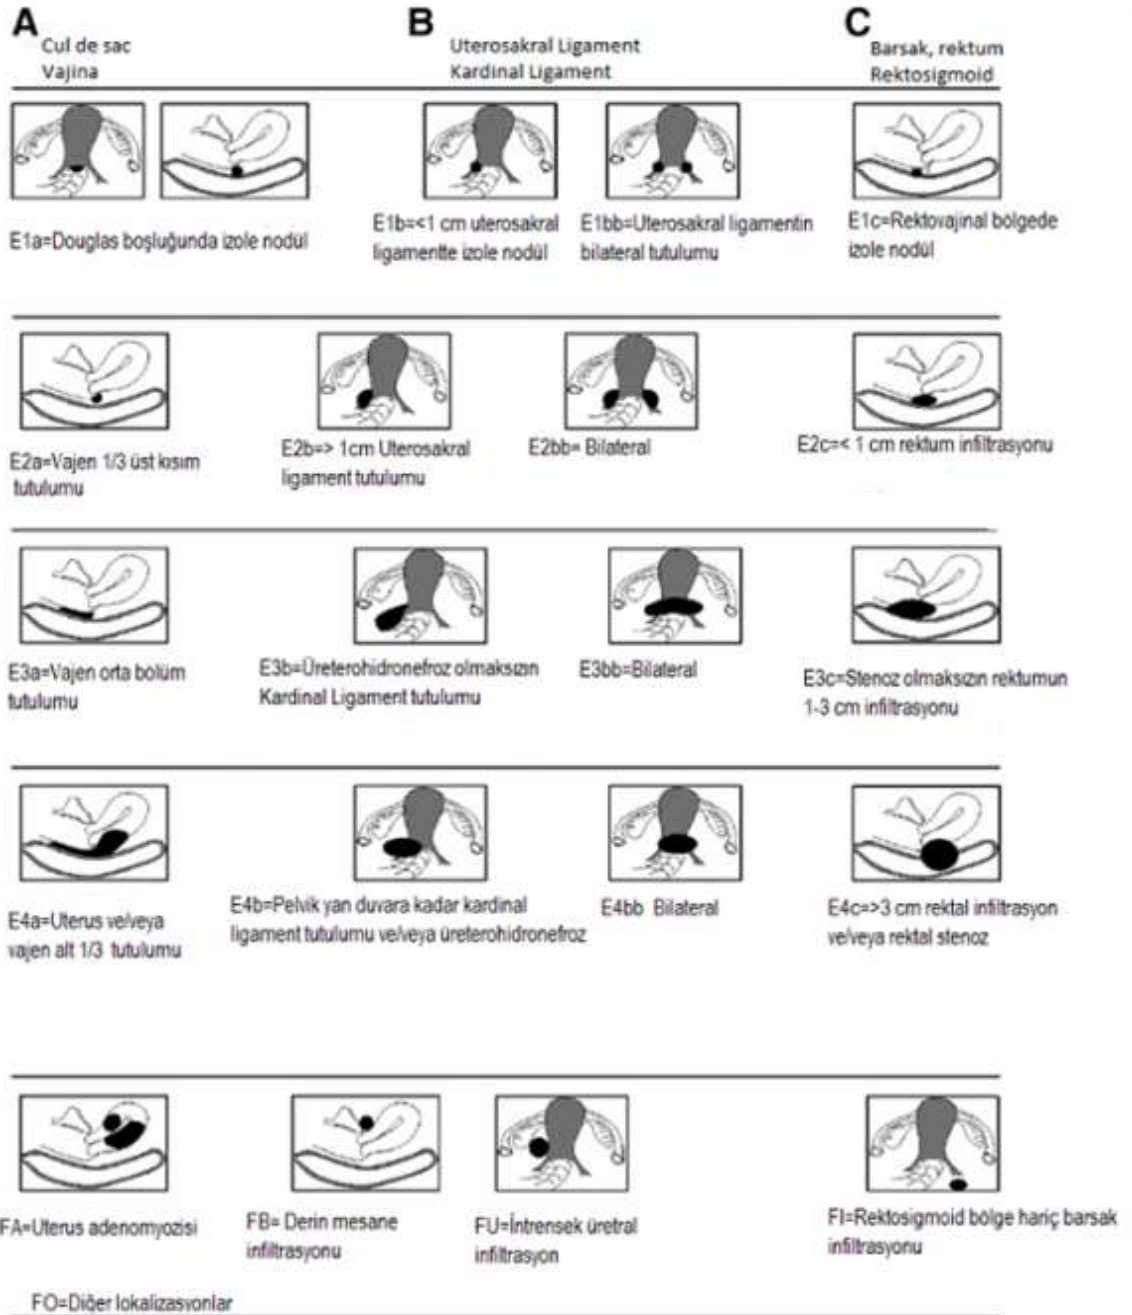 A
Cul de sac
Vajina
B
Uterosakral Ligament
Kardinal Ligament
C
Barsak, rektum
Rektosigmoid
E1a=Douglas boşluğunda izole nodül
E1b=<1 cm uterosakral
ligamentte izole nodül
E1bb=Uterosakral ligamentin
bilateral tutulumu
E1c=Rektovajinal bölgede
izole nodül
E2a=Vajen 1/3 üst kısım
tutulumu
E2b=> 1cm Uterosakral
ligament tutulumu
E2bb= Bilateral
E2c=< 1 cm rektum infiltrasyonu
E3a=Vajen orta bölüm
tutulumu
E3b=Üreterohidronefroz olmaksızın
Kardinal Ligament tutulumu
E3bb=Bilateral
E3c=Stenoz olmaksızın rektumun
1-3 cm infiltrasyonu
E4a=Uterus ve/veya
vajen alt 1/3 tutulumu
E4b=Pelvik yan duvara kadar kardinal
ligament tutulumu ve/veya üreterohidronefroz
E4bb Bilateral
E4c=>3 cm rektal infiltrasyon
ve/veya rektal stenoz
FA=Uterus adenomyozisi
FB= Derin mesane
infiltrasyonu
FU=İntrensek üretral
infiltrasyon
FI=Rektosigmoid bölge hariç barsak
infiltrasyonu
FO=Diğer lokalizasyonlar